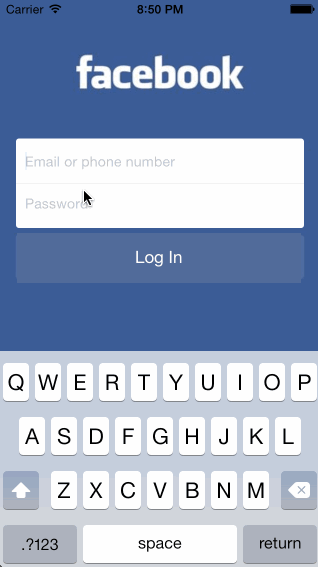 Carrier 8:50 PM
facebook
Email or phone number
Password
Log In
Q W E R T Y U I O P
A S D F G H J K L
Z X C V B N M
.?123 space return